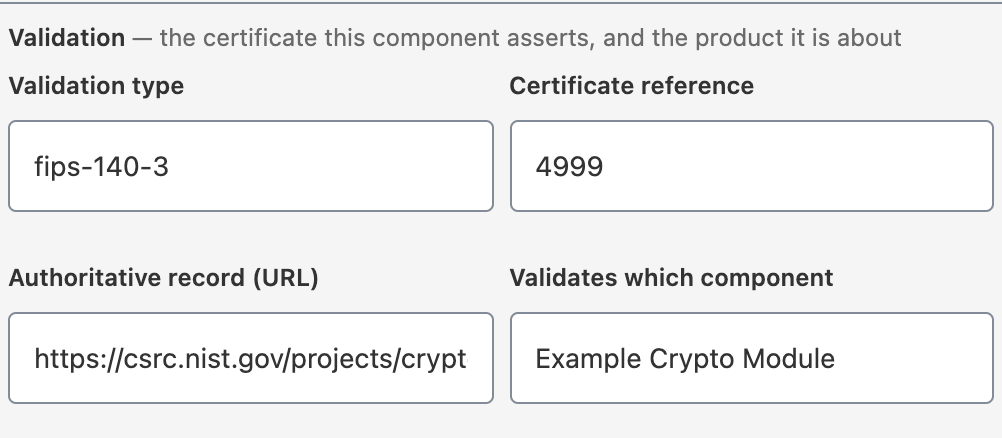 Validation — the certificate this component asserts, and the product it is about
Validation type
Certificate reference
fips-140-3
4999
Authoritative record (URL)
Validates which component
https://csrc.nist.gov/projects/crypt
Example Crypto Module